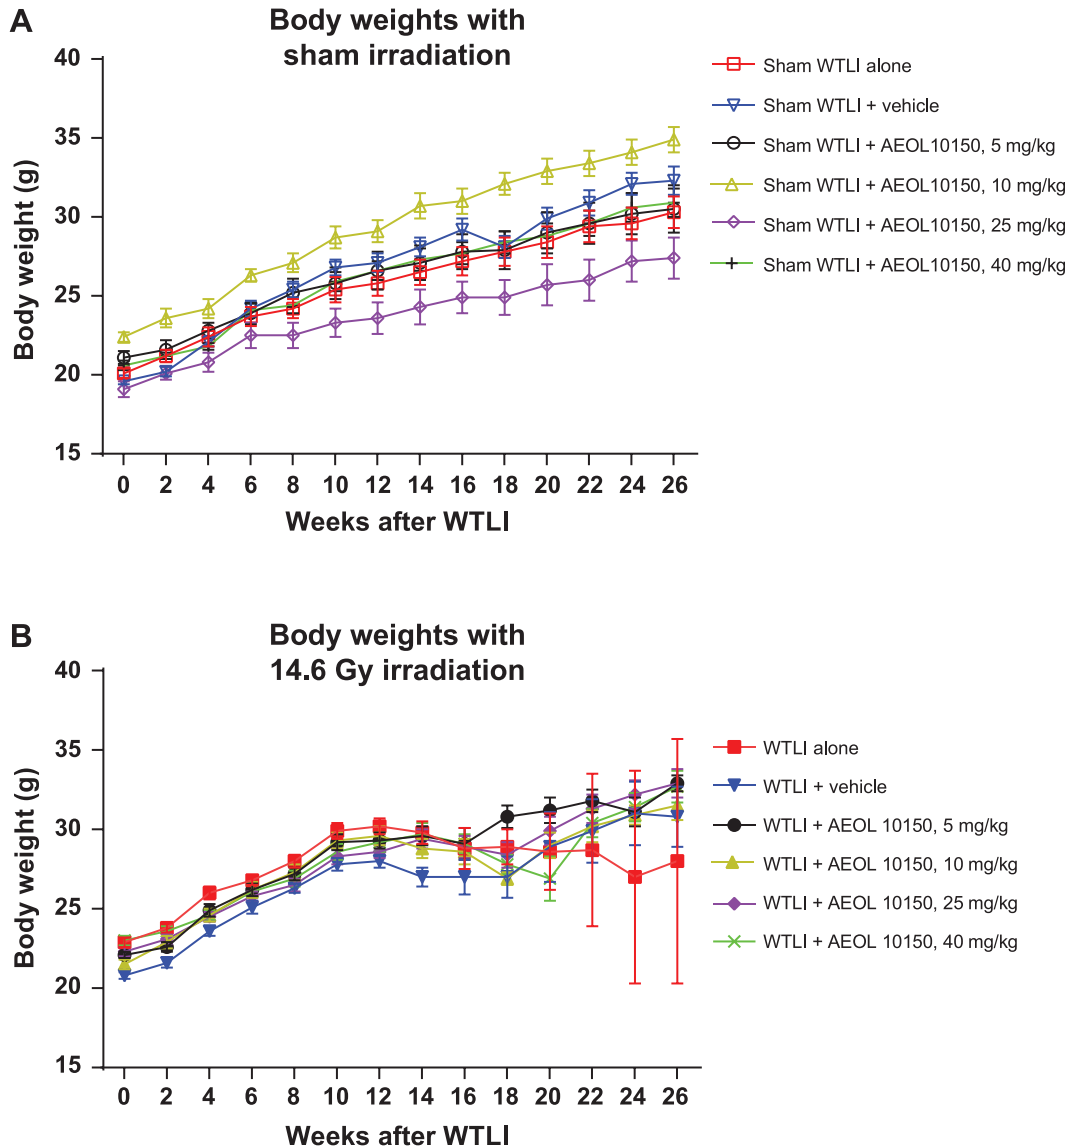 A
Body weights with
sham irradiation
40
35
30
25
20
15
Body weight (g)
0 2 4 6 8 10 12 14 16 18 20 22 24 26
Weeks after WTLI
Sham WTLI alone
Sham WTLI + vehicle
Sham WTLI + AEOL10150, 5 mg/kg
Sham WTLI + AEOL10150, 10 mg/kg
Sham WTLI + AEOL10150, 25 mg/kg
Sham WTLI + AEOL10150, 40 mg/kg
B
Body weights with
14.6 Gy irradiation
40
35
30
25
20
15
Body weight (g)
0 2 4 6 8 10 12 14 16 18 20 22 24 26
Weeks after WTLI
WTLI alone
WTLI + vehicle
WTLI + AEOL 10150, 5 mg/kg
WTLI + AEOL 10150, 10 mg/kg
WTLI + AEOL 10150, 25 mg/kg
WTLI + AEOL 10150, 40 mg/kg